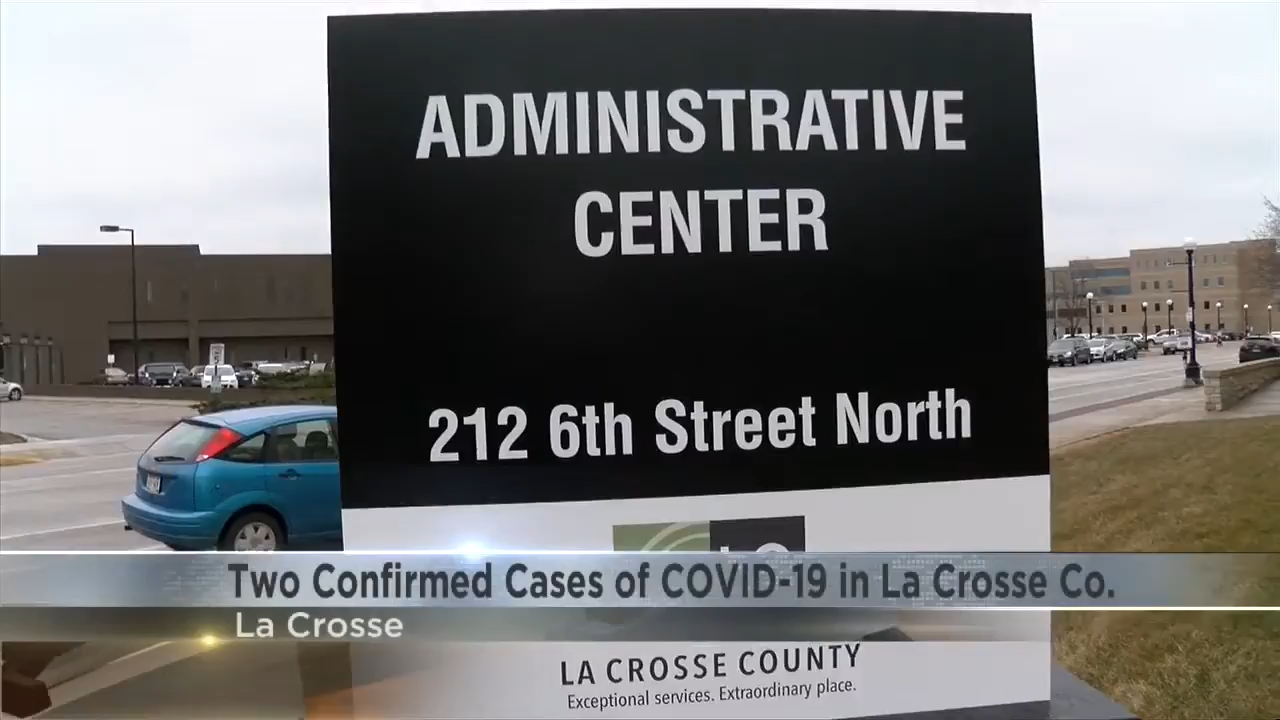 ADMINISTRATIVE
CENTER
212 6th Street North
Two Confirmed Cases of COVID-19 in La Crosse Co.
La Crosse
LA CROSSE COUNTY
Exceptional services. Extraordinary place.